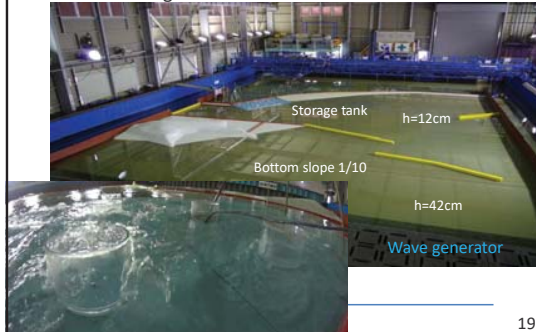 Storage tank
h=12cm
Bottom slope 1/10
h=42cm
Wave generator
19